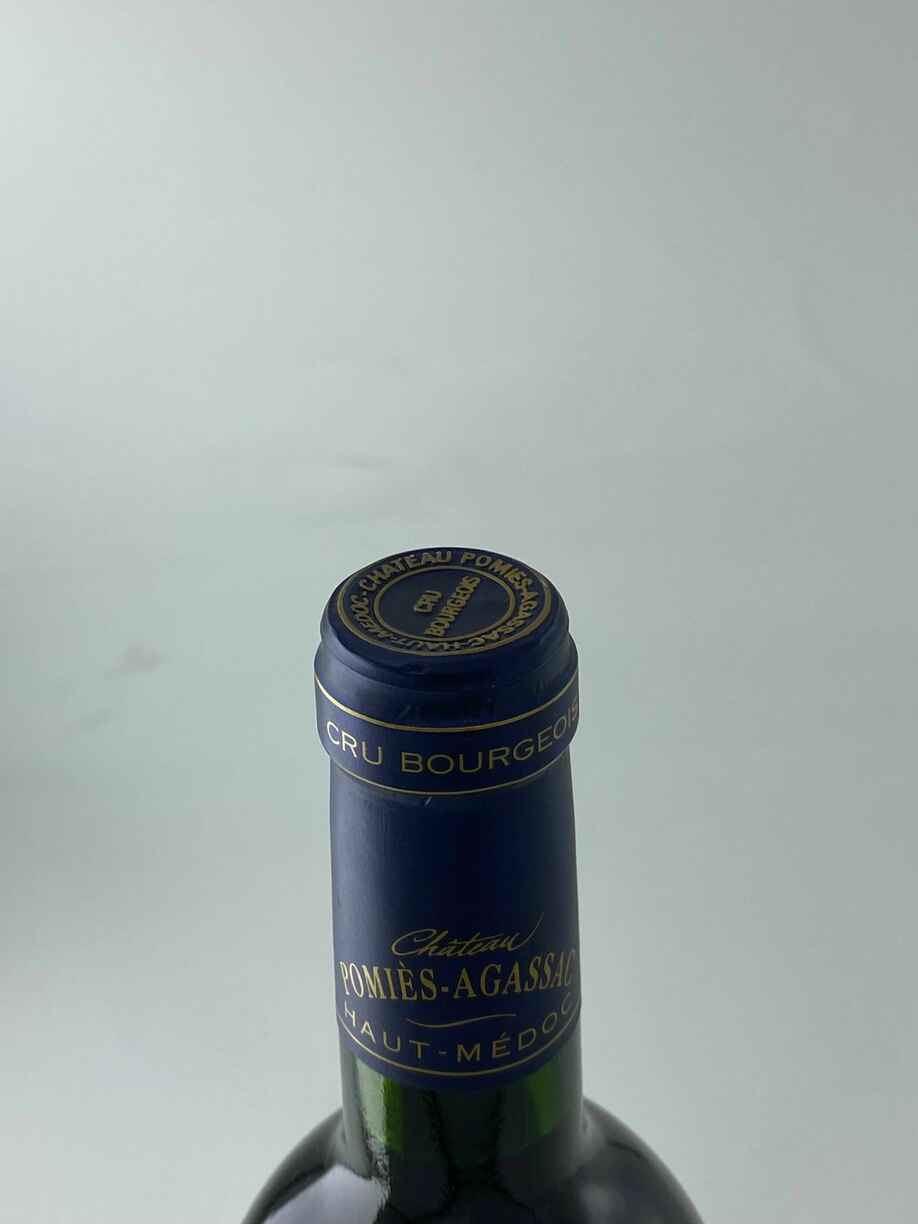 CHATEAU POMIES-AGASSAC-HAUT-MEDOC-
CRU
BOURGEOIS
CRU BOURGEOIS
Château
POMIÈS-AGASSAC
HAUT-MÉDOC